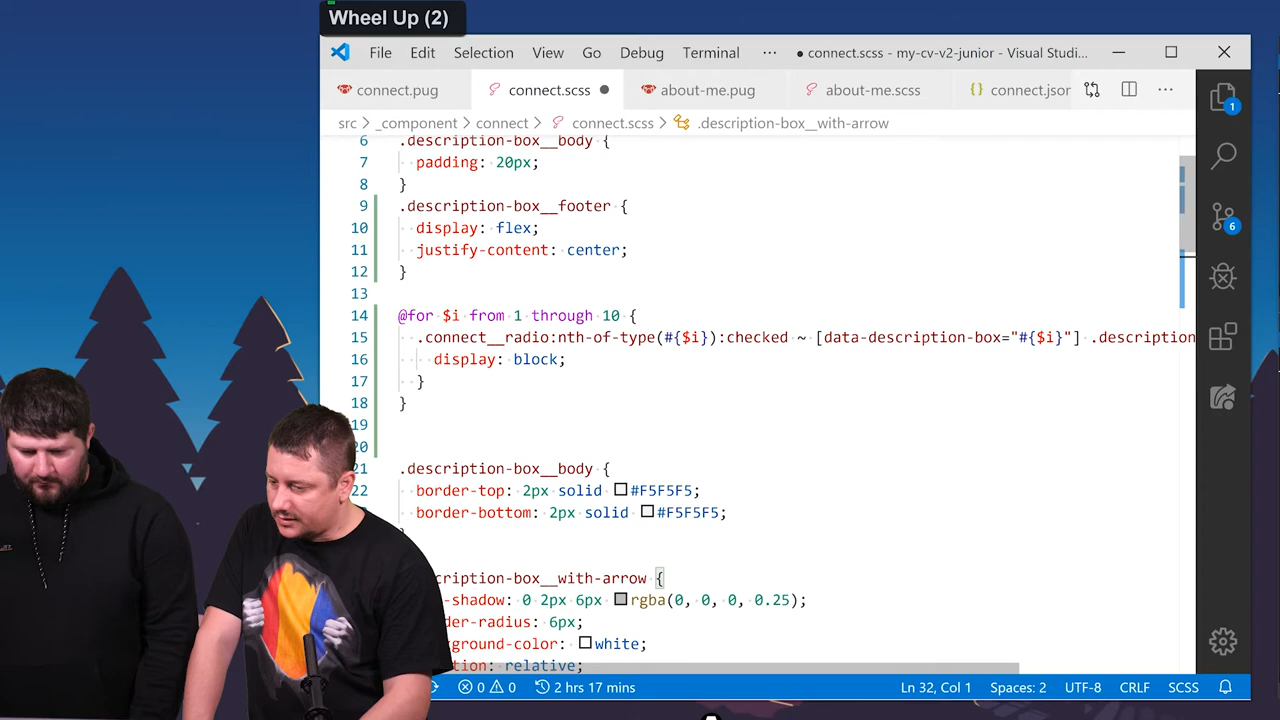 Wheel Up (2)
File Edit Selection View Go Debug Terminal ··· ● connect.scss - my-cv-v2-junior - Visual Studi...
connect.pug connect.scss ● about-me.pug about-me.scss {} connect.json ···
src > _component > connect > connect.scss > .description-box__with-arrow
6 .description-box__body {
7 padding: 20px;
8 }
9 .description-box__footer {
10 display: flex;
11 justify-content: center;
12 }
13
14 @for $i from 1 through 10 {
15 .connect__radio:nth-of-type(#{$i}):checked ~ [data-description-box="#{$i}"] .description
16 display: block;
17 }
18 }
19
20
21 .description-box__body {
22 border-top: 2px solid #F5F5F5;
border-bottom: 2px solid #F5F5F5;
cription-box__with-arrow {
-shadow: 0 2px 6px rgba(0, 0, 0, 0.25);
der-radius: 6px;
ground-color: white;
tion: relative;
0 0 2 hrs 17 mins Ln 32, Col 1 Spaces: 2 UTF-8 CRLF SCSS
1
6